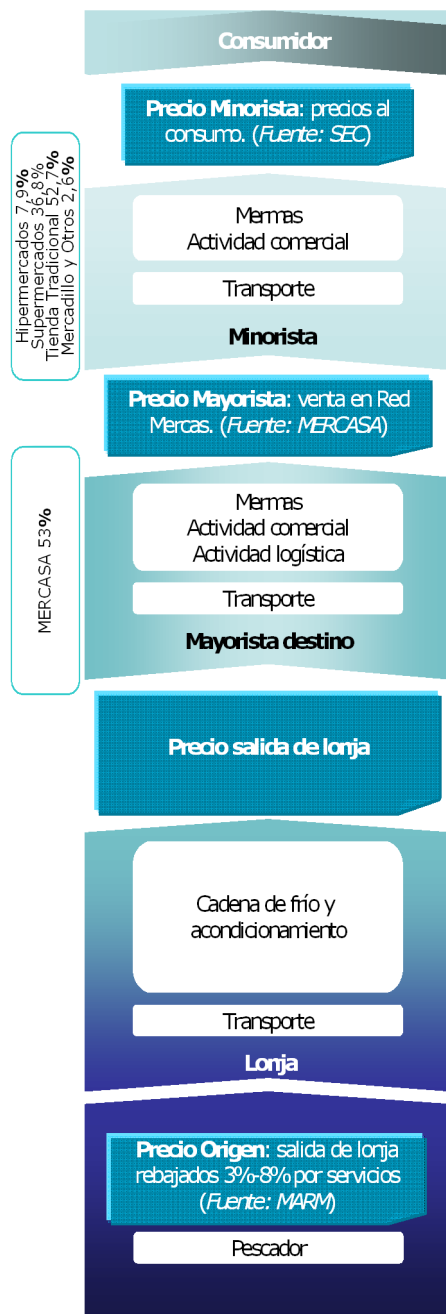 Consumidor
Precio Minorista: precios al
consumo. (Fuente: SEC)
Hipermercados 7,9%
Supermercados 36,8%
Tienda Tradicional 52,7%
Mercadillo y Otros 2,6%
Mermas
Actividad comercial
Transporte
Minorista
Precio Mayorista: venta en Red
Mercas. (Fuente: MERCASA)
MERCASA 53%
Mermas
Actividad comercial
Actividad logística
Transporte
Mayorista destino
Precio salida de lonja
Cadena de frío y
acondicionamiento
Transporte
Lonja
Precio Origen: salida de lonja
rebajados 3%-8% por servicios
(Fuente: MARM)
Pescador